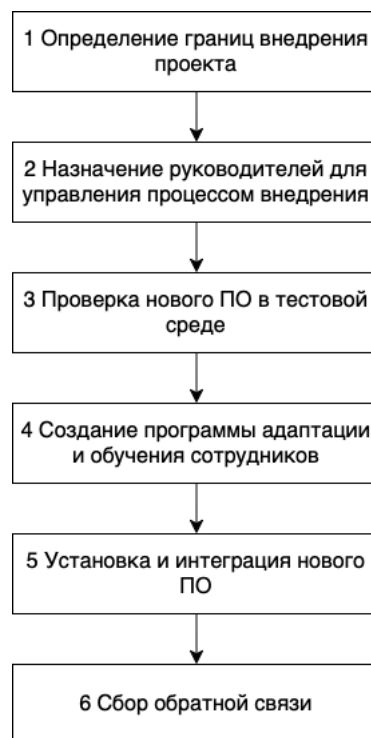 1 Определение границ внедрения
проекта
2 Назначение руководителей для
управления процессом внедрения
3 Проверка нового ПО в тестовой
среде
4 Создание программы адаптации
и обучения сотрудников
5 Установка и интеграция нового
ПО
6 Сбор обратной связи